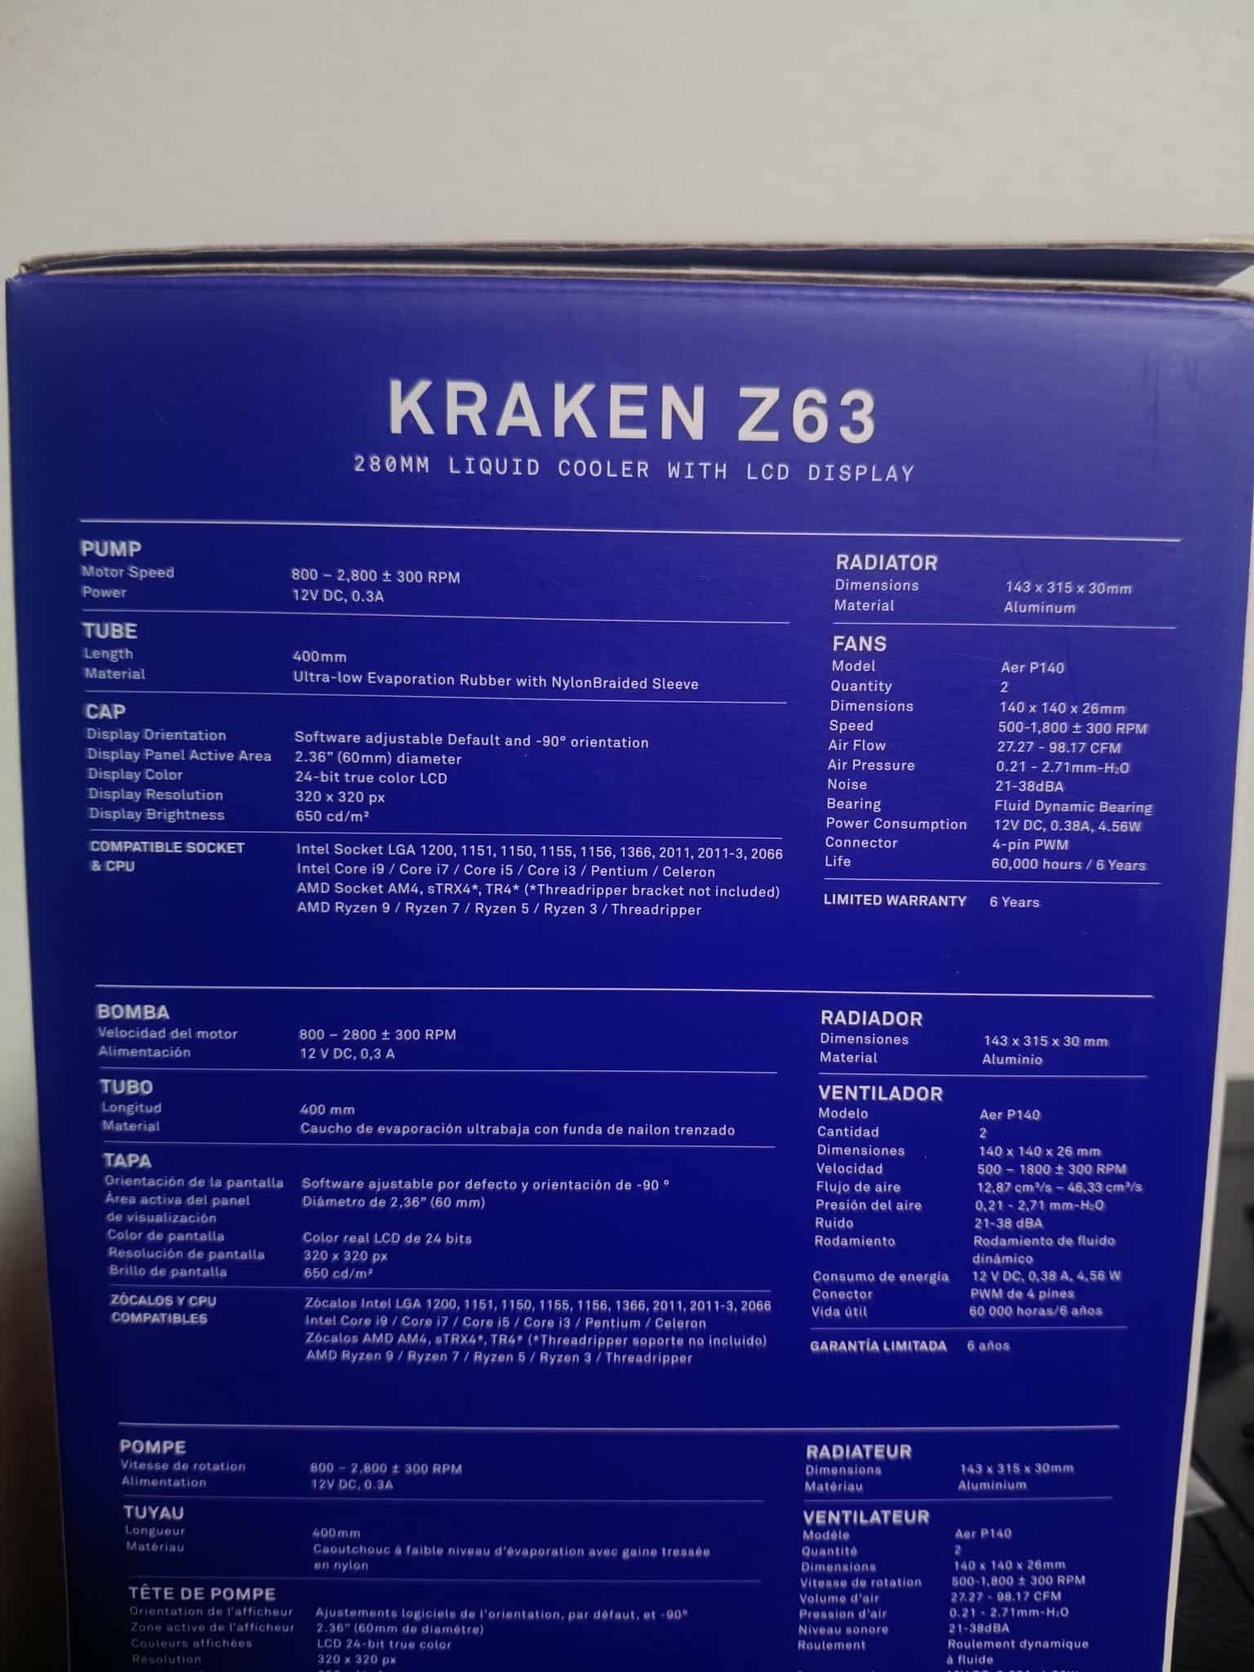 KRAKEN Z63
280MM LIQUID COOLER WITH LCD DISPLAY
PUMP
Motor Speed 800 – 2,800 ± 300 RPM
Power 12V DC, 0.3A
TUBE
Length 400mm
Material Ultra-low Evaporation Rubber with NylonBraided Sleeve
CAP
Display Orientation Software adjustable Default and -90° orientation
Display Panel Active Area 2.36" (60mm) diameter
Display Color 24-bit true color LCD
Display Resolution 320 x 320 px
Display Brightness 650 cd/m²
COMPATIBLE SOCKET Intel Socket LGA 1200, 1151, 1150, 1155, 1156, 1366, 2011, 2011-3, 2066
& CPU Intel Core i9 / Core i7 / Core i5 / Core i3 / Pentium / Celeron
AMD Socket AM4, sTRX4*, TR4* (*Threadripper bracket not included)
AMD Ryzen 9 / Ryzen 7 / Ryzen 5 / Ryzen 3 / Threadripper
RADIATOR
Dimensions 143 x 315 x 30mm
Material Aluminum
FANS
Model Aer P140
Quantity 2
Dimensions 140 x 140 x 26mm
Speed 500-1,800 ± 300 RPM
Air Flow 27.27 - 98.17 CFM
Air Pressure 0.21 - 2.71mm-H₂O
Noise 21-38dBA
Bearing Fluid Dynamic Bearing
Power Consumption 12V DC, 0.38A, 4.56W
Connector 4-pin PWM
Life 60,000 hours / 6 Years
LIMITED WARRANTY 6 Years
BOMBA
Velocidad del motor 800 – 2800 ± 300 RPM
Alimentación 12 V DC, 0,3 A
TUBO
Longitud 400 mm
Material Caucho de evaporación ultrabaja con funda de nailon trenzado
TAPA
Orientación de la pantalla Software ajustable por defecto y orientación de -90 °
Área activa del panel Diámetro de 2,36" (60 mm)
de visualización
Color de pantalla Color real LCD de 24 bits
Resolución de pantalla 320 x 320 px
Brillo de pantalla 650 cd/m²
ZÓCALOS Y CPU Zócalos Intel LGA 1200, 1151, 1150, 1155, 1156, 1366, 2011, 2011-3, 2066
COMPATIBLES Intel Core i9 / Core i7 / Core i5 / Core i3 / Pentium / Celeron
Zócalos AMD AM4, sTRX4*, TR4* (*Threadripper soporte no incluido)
AMD Ryzen 9 / Ryzen 7 / Ryzen 5 / Ryzen 3 / Threadripper
RADIADOR
Dimensiones 143 x 315 x 30 mm
Material Aluminio
VENTILADOR
Modelo Aer P140
Cantidad 2
Dimensiones 140 x 140 x 26 mm
Velocidad 500 – 1800 ± 300 RPM
Flujo de aire 12,87 cm³/s – 46,33 cm³/s
Presión del aire 0,21 - 2,71 mm-H₂O
Ruido 21-38 dBA
Rodamiento Rodamiento de fluido
dinámico
Consumo de energía 12 V DC, 0,38 A, 4,56 W
Conector PWM de 4 pines
Vida útil 60 000 horas/6 años
GARANTÍA LIMITADA 6 años
POMPE
Vitesse de rotation 800 – 2,800 ± 300 RPM
Alimentation 12V DC, 0.3A
TUYAU
Longueur 400mm
Matériau Caoutchouc à faible niveau d'évaporation avec gaine tressée
en nylon
TÊTE DE POMPE
Orientation de l'afficheur Ajustements logiciels de l'orientation, par défaut, et -90°
Zone active de l'afficheur 2.36" (60mm de diamètre)
Couleurs affichées LCD 24-bit true color
Résolution 320 x 320 px
RADIATEUR
Dimensions 143 x 315 x 30mm
Matériau Aluminium
VENTILATEUR
Modèle Aer P140
Quantité 2
Dimensions 140 x 140 x 26mm
Vitesse de rotation 500-1,800 ± 300 RPM
Volume d'air 27.27 - 98.17 CFM
Pression d'air 0.21 - 2.71mm-H₂O
Niveau sonore 21-38dBA
Roulement Roulement dynamique
à fluide